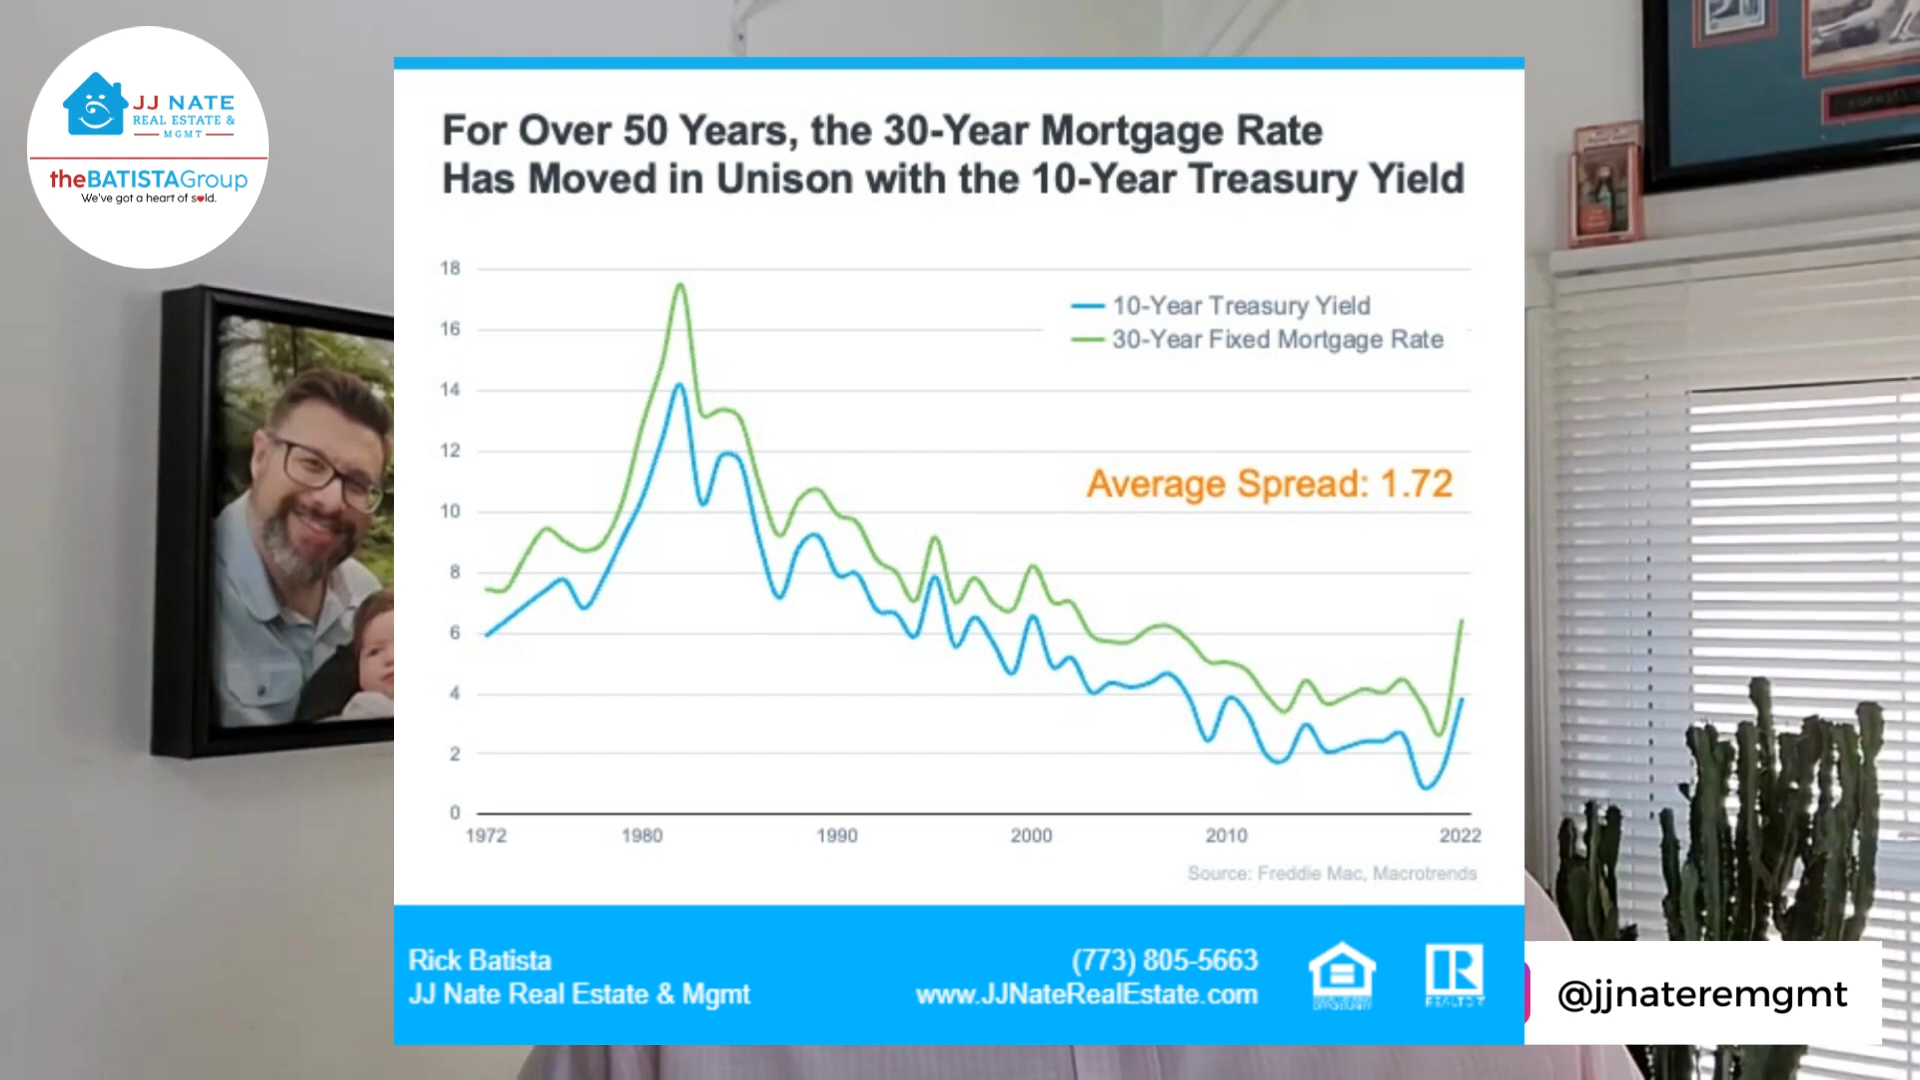 JJ NATE
REAL ESTATE &
MGMT
theBATISTAGroup
We've got a heart of sold.
For Over 50 Years, the 30-Year Mortgage Rate
Has Moved in Unison with the 10-Year Treasury Yield
18
16
14
12
10
8
6
4
2
0
10-Year Treasury Yield
30-Year Fixed Mortgage Rate
Average Spread: 1.72
1972 1980 1990 2000 2010 2022
Source: Freddie Mac, Macrotrends
Rick Batista
JJ Nate Real Estate & Mgmt
(773) 805-5663
www.JJNateRealEstate.com
R
REALTOR
@jjnateremgmt